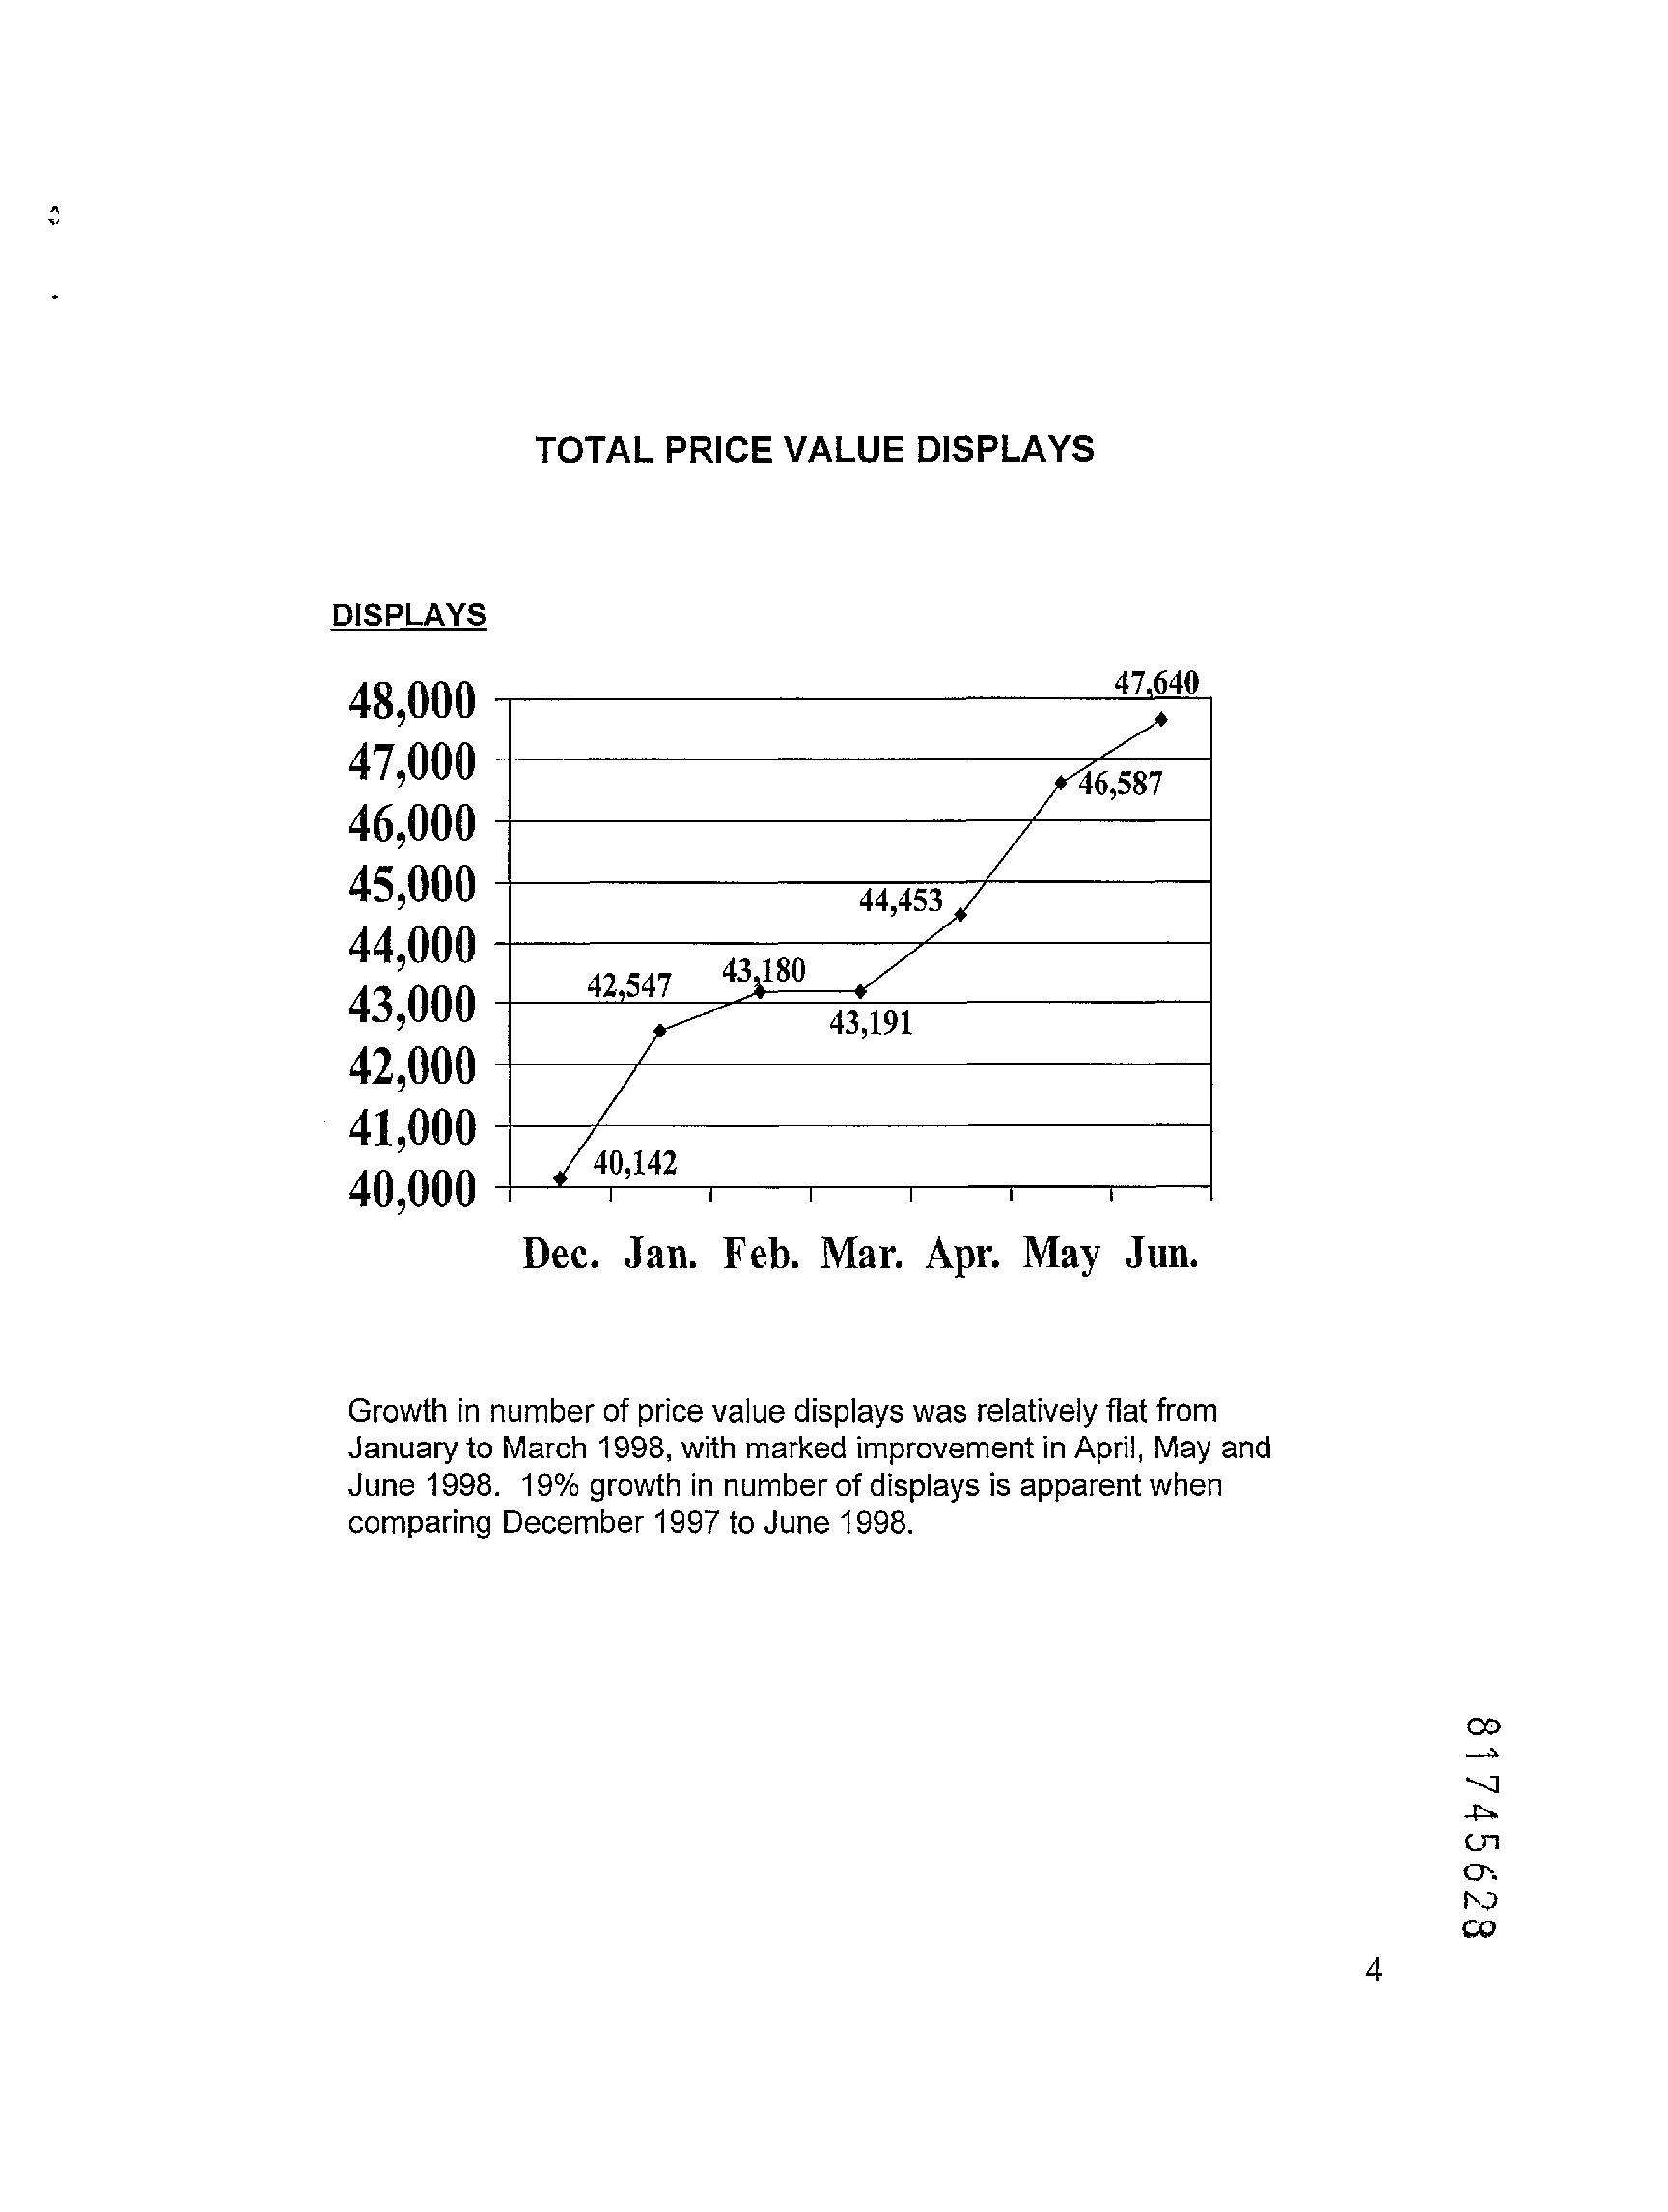 TOTAL PRICE VALUE DISPLAYS
DISPLAYS
48,000
47,000
46,000
45,000
44,000
43,000
42,000
41,000
40,000
47,640
46,587
44,453
43,180
42,547
43,191
40,142
Dec. Jan. Feb. Mar. Apr. May Jun.
Growth in number of price value displays was relatively flat from
January to March 1998, with marked improvement in April, May and
June 1998. 19% growth in number of displays is apparent when
comparing December 1997 to June 1998.
81745628
4